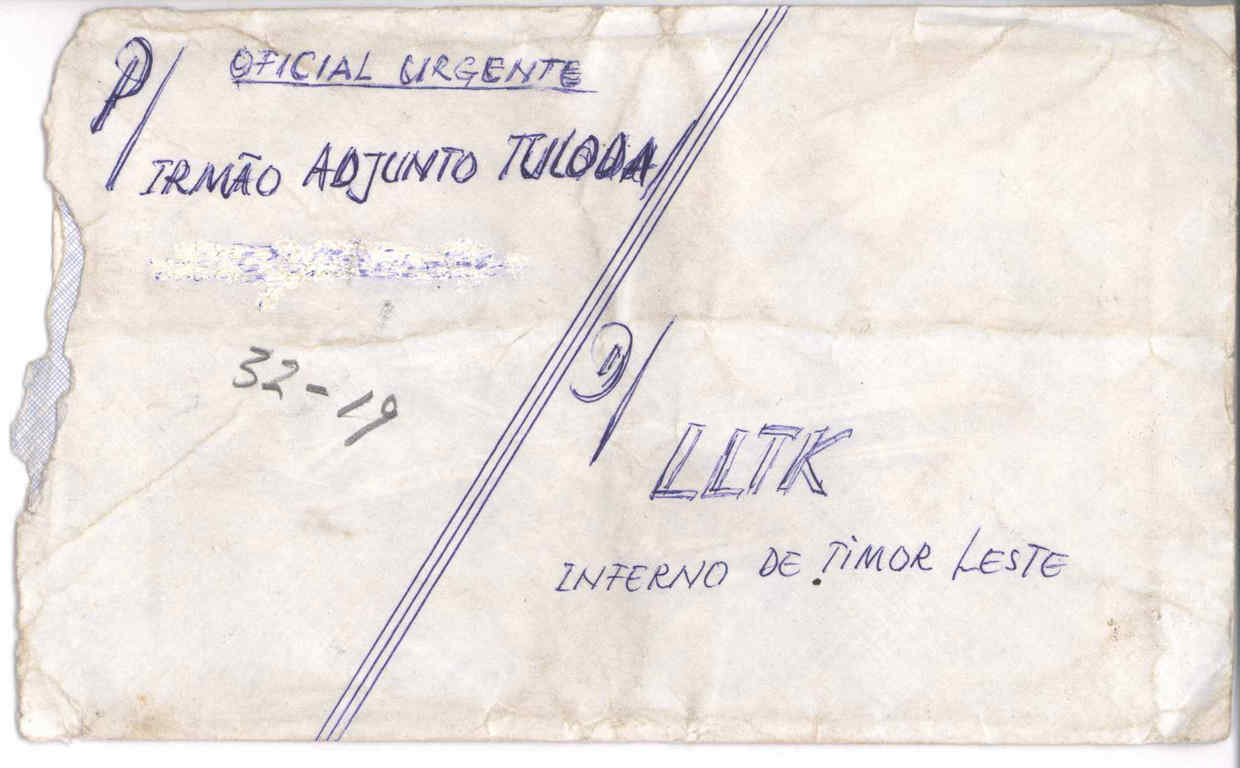 P/
OFICIAL URGENTE
IRMÃO ADJUNTO TULODA
32-19
D/
LLTK
INFERNO DE TIMOR LESTE